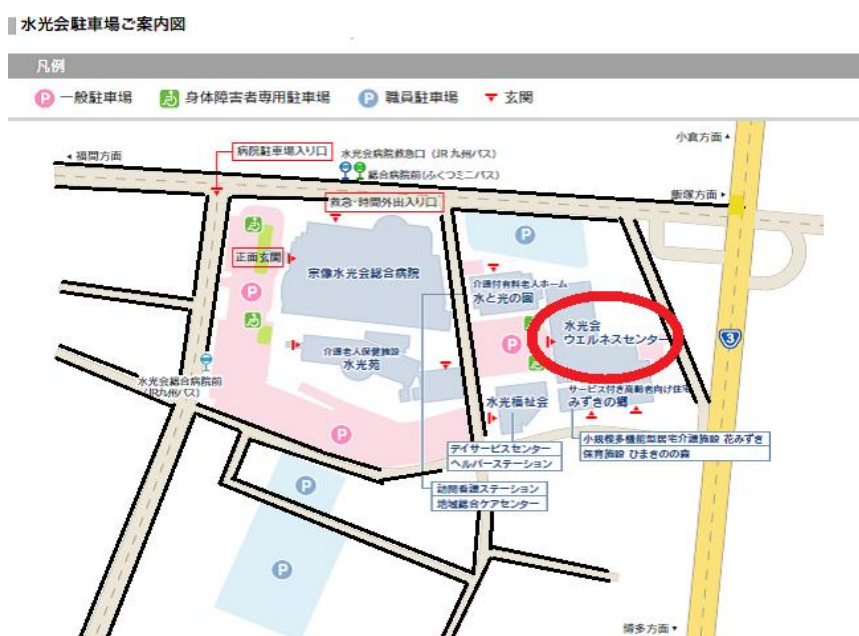 水光会駐車場ご案内図
凡例
P 一般駐車場
身体障害者専用駐車場
P 職員駐車場
玄関
小倉方面
福間方面
病院駐車場入り口
水光会病院救急口（JR九州バス）
総合病院前(ふくつミニバス)
飯塚方面
救急・時間外出入り口
P
正面玄関
宗像水光会総合病院
介護付有料老人ホーム
水と光の園
P
水光会
ウエルネスセンター
3
介護老人保健施設
水光苑
P
水光会総合病院前
(JR九州バス)
サービス付き高齢者向け住宅
みずきの郷
水光福祉会
P
小規模多機能型居宅介護施設 花みずき
保育施設 ひまきのの森
デイサービスセンター
ヘルパーステーション
訪問看護ステーション
地域総合ケアセンター
P
P
博多方面